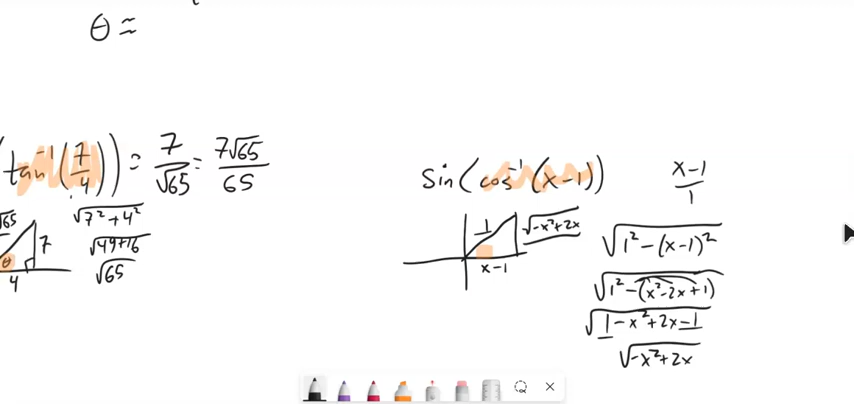 θ ≈
(tan⁻¹(7/4)) = 7/√65 = 7√65/65
√65
θ
7
4
√(7² + 4²)
√(49+16)
√65
sin(cos⁻¹(x-1))
x-1/1
1
√(-x²+2x)
x-1
√(1² - (x-1)²)
√(1² - (x²-2x+1))
√(1 - x² + 2x - 1)
√(-x²+2x)